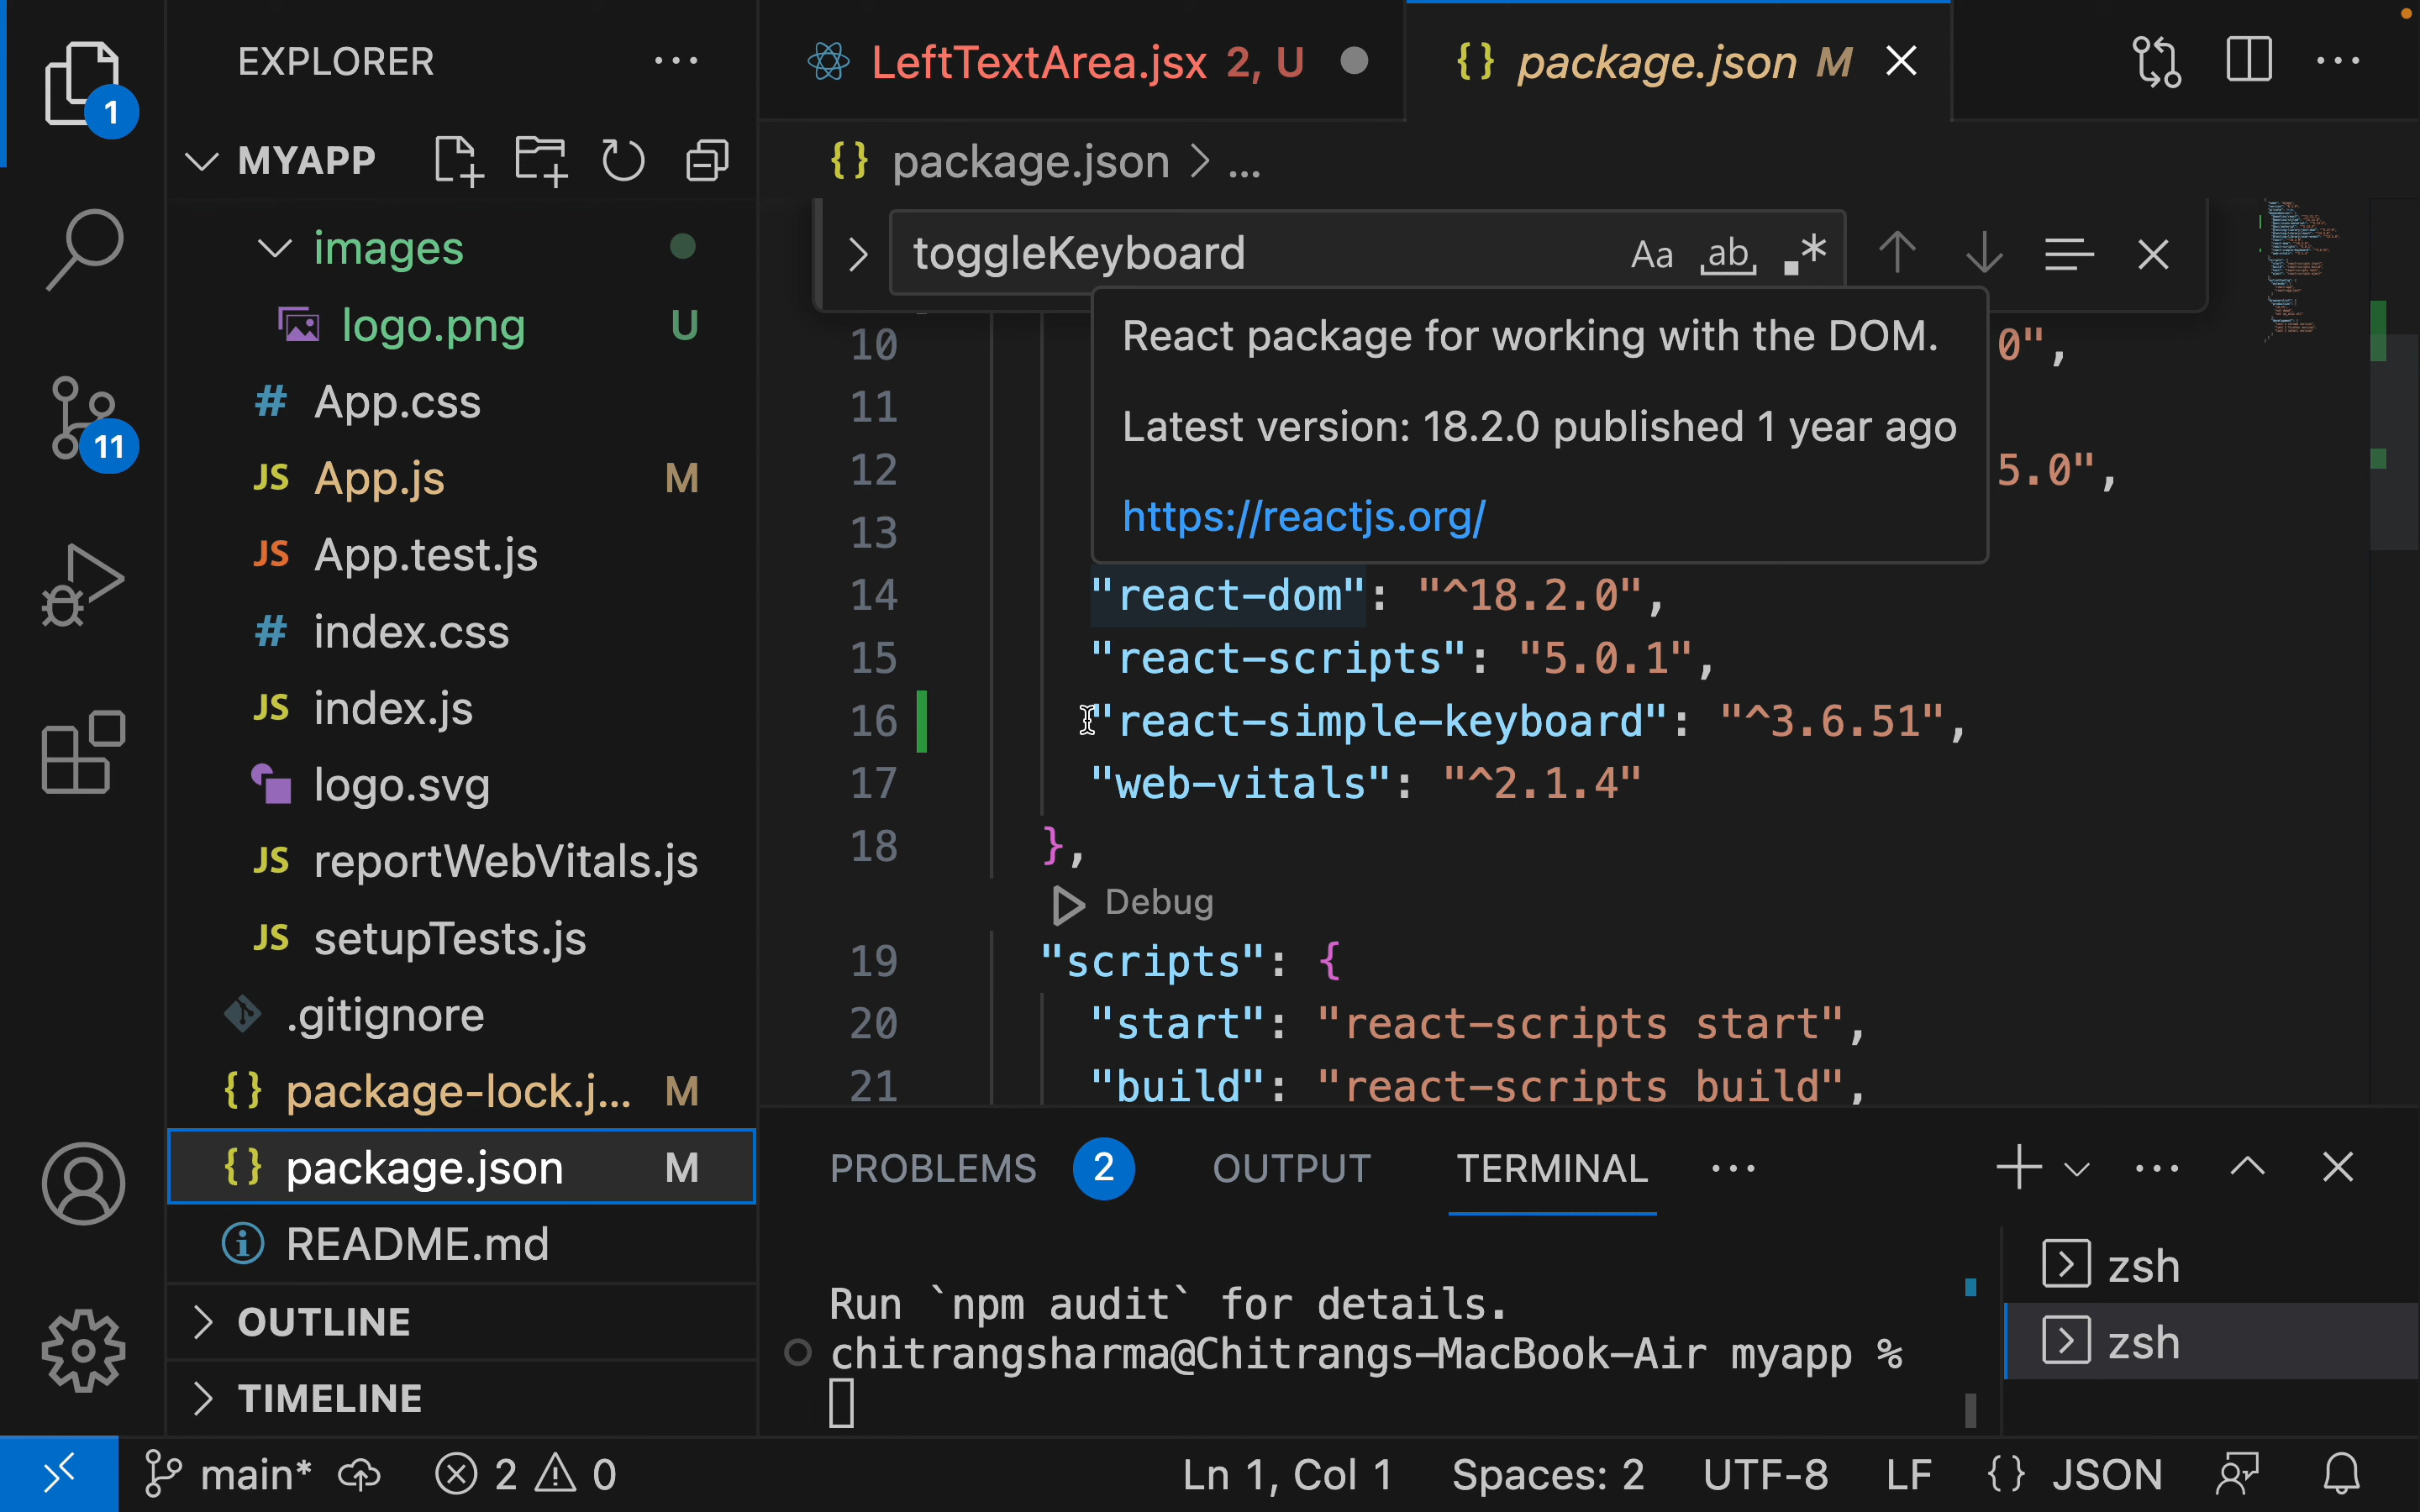 EXPLORER
1
MYAPP
images
logo.png U
# App.css
JS App.js M
JS App.test.js
# index.css
JS index.js
logo.svg
JS reportWebVitals.js
JS setupTests.js
.gitignore
{} package-lock.j... M
{} package.json M
README.md
OUTLINE
TIMELINE
11
LeftTextArea.jsx 2, U
{} package.json M
{} package.json > ...
toggleKeyboard Aa ab .*
React package for working with the DOM.
Latest version: 18.2.0 published 1 year ago
https://reactjs.org/
10 0",
11
12 5.0",
13
14 "react-dom": "^18.2.0",
15 "react-scripts": "5.0.1",
16 "react-simple-keyboard": "^3.6.51",
17 "web-vitals": "^2.1.4"
18 },
Debug
19 "scripts": {
20 "start": "react-scripts start",
21 "build": "react-scripts build",
PROBLEMS 2 OUTPUT TERMINAL ...
Run `npm audit` for details.
chitrangsharma@Chitrangs-MacBook-Air myapp %
zsh
zsh
main* 2 0 Ln 1, Col 1 Spaces: 2 UTF-8 LF {} JSON